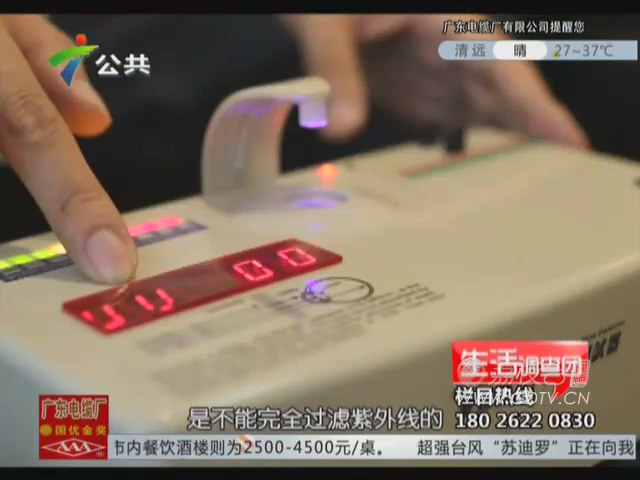 广东电缆厂有限公司提醒您
公共
清远 晴 27~37℃
UV 00
生活调查团
栏目热线
180 2622 0830
广东电缆厂
国优金奖
AAA
是不能完全过滤紫外线的
市内餐饮酒楼则为2500-4500元/桌。 超强台风“苏迪罗”正在向我